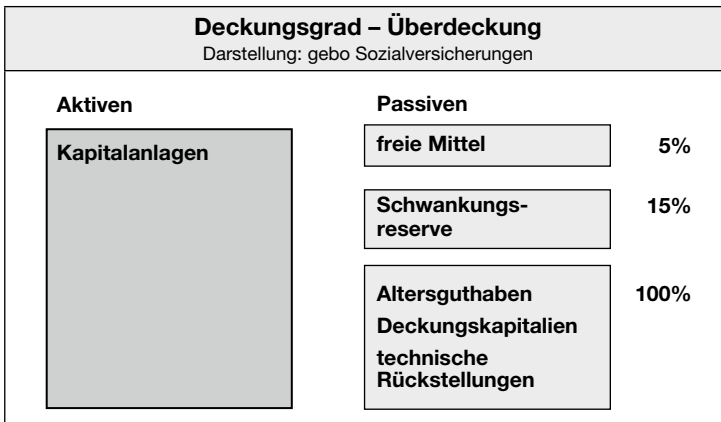 Deckungsgrad – Überdeckung
Darstellung: gebo Sozialversicherungen
Aktiven
Kapitalanlagen
Passiven
freie Mittel 5%
Schwankungs-
reserve 15%
Altersguthaben 100%
Deckungskapitalien
technische
Rückstellungen